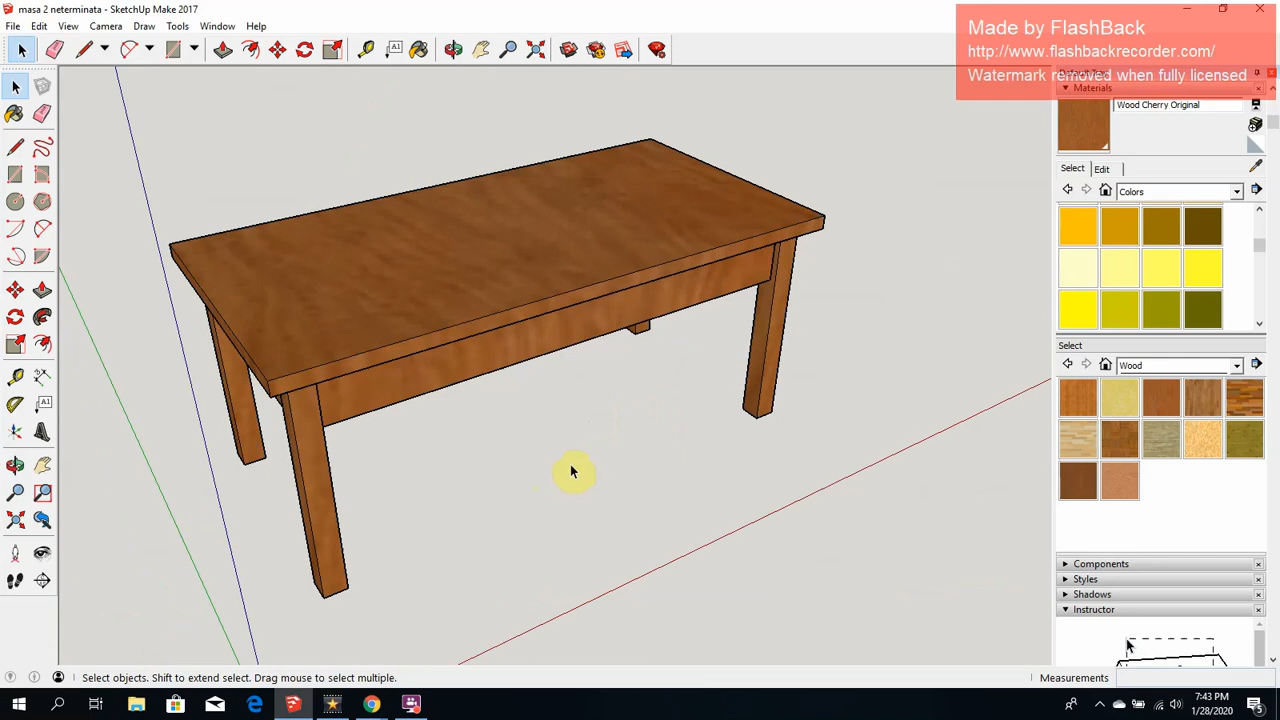 masa 2 neterminata - SketchUp Make 2017
File Edit View Camera Draw Tools Window Help
Made by FlashBack
http://www.flashbackrecorder.com/
Watermark removed when fully licensed
Materials
Wood Cherry Original
Select Edit
Colors
Select
Wood
Components
Styles
Shadows
Instructor
Select objects. Shift to extend select. Drag mouse to select multiple.
Measurements
7:43 PM
1/28/2020
5